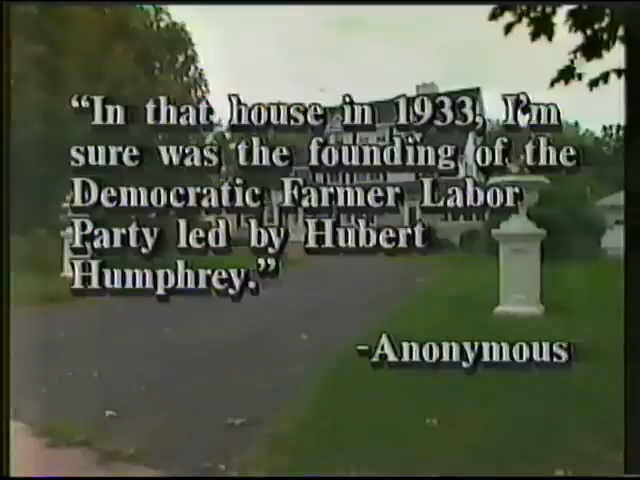 “In that house in 1933, I’m
sure was the founding of the
Democratic Farmer Labor
Party led by Hubert
Humphrey.”
-Anonymous